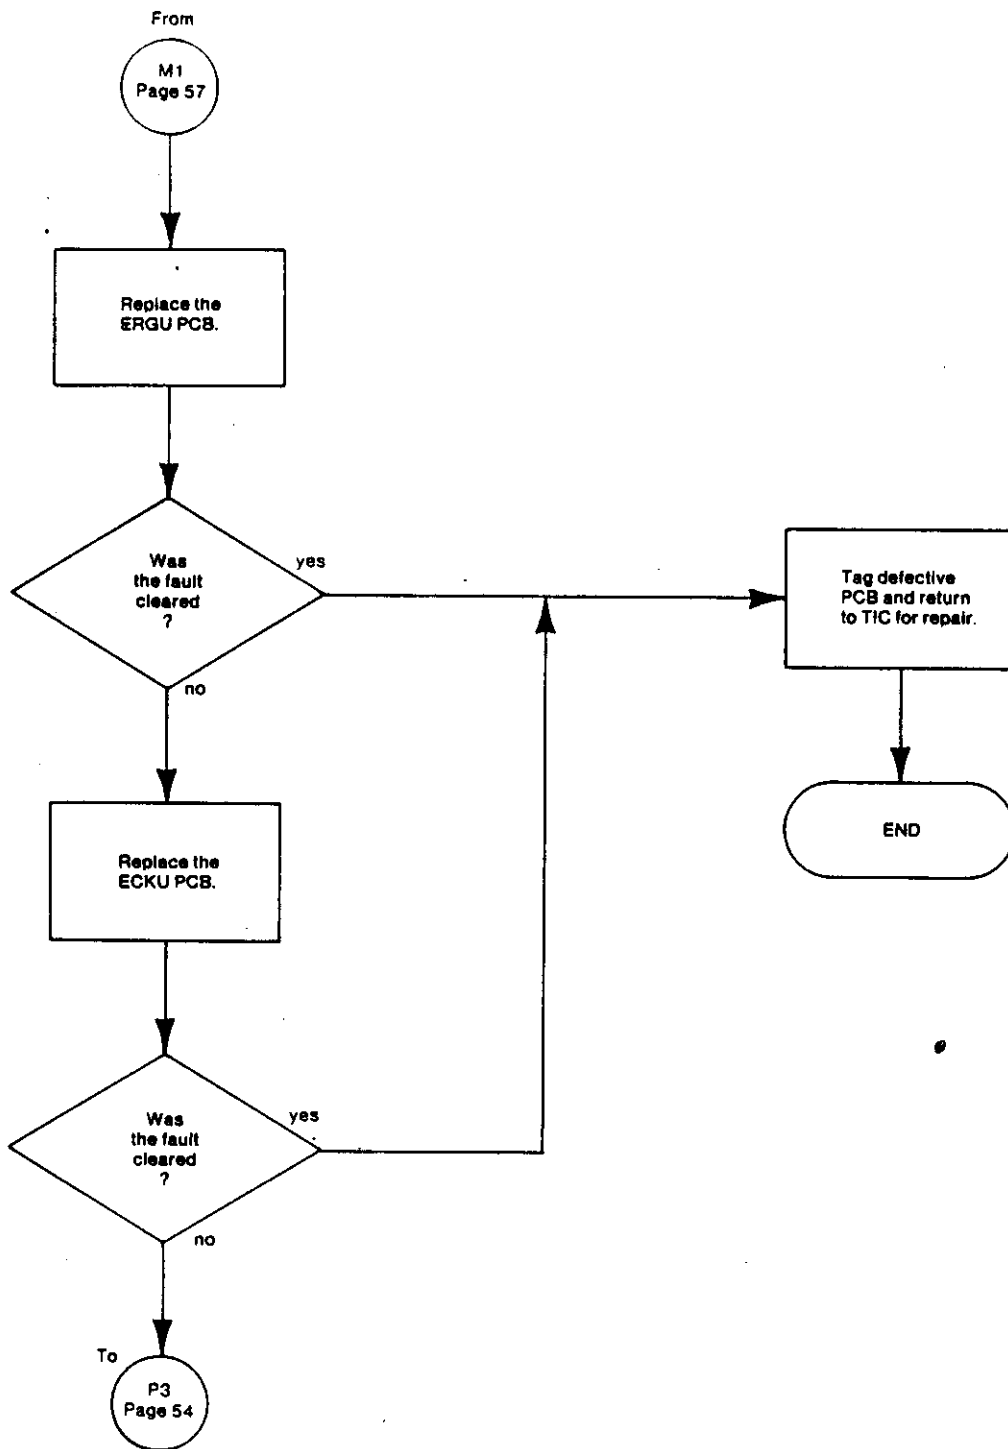 From
M1
Page 57
Replace the
ERGU PCB.
Was
the fault
cleared
?
yes
no
Tag defective
PCB and return
to TIC for repair.
END
Replace the
ECKU PCB.
Was
the fault
cleared
?
yes
no
To
P3
Page 54